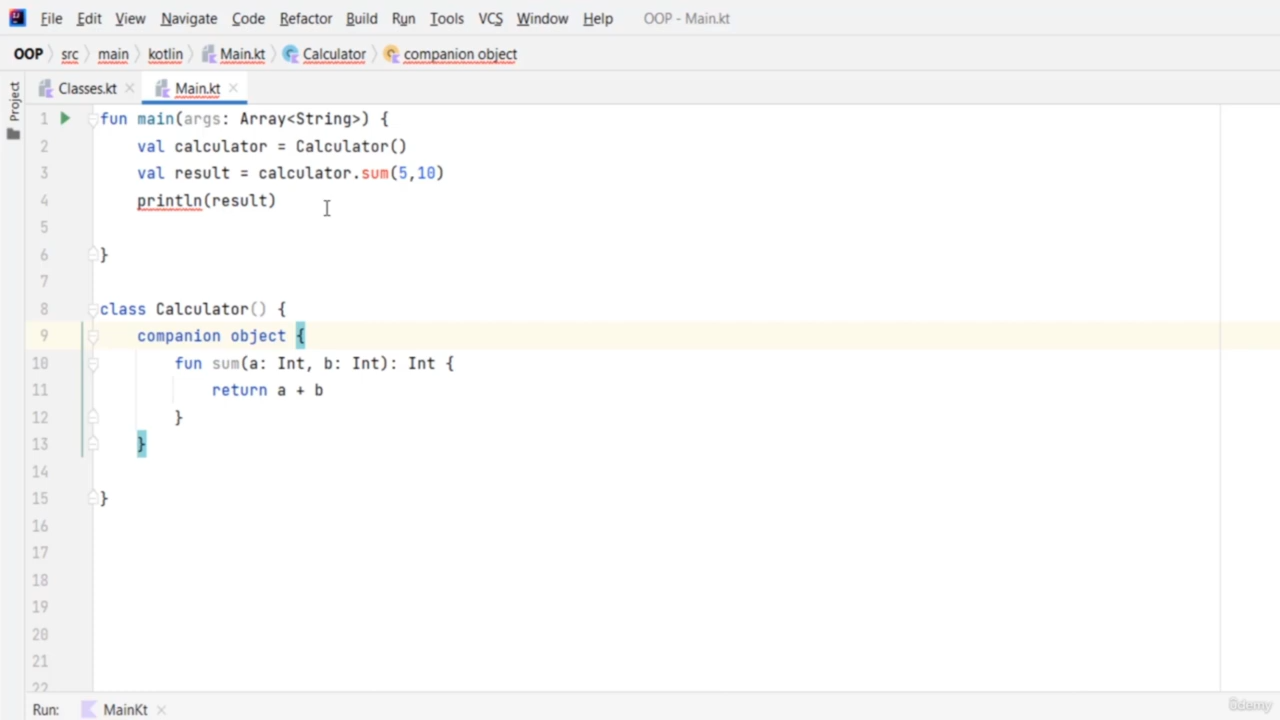 File Edit View Navigate Code Refactor Build Run Tools VCS Window Help OOP - Main.kt
OOP src main kotlin Main.kt Calculator companion object
Project
Classes.kt Main.kt
1 fun main(args: Array<String>) {
2 val calculator = Calculator()
3 val result = calculator.sum(5,10)
4 println(result)
5
6 }
7
8 class Calculator() {
9 companion object {
10 fun sum(a: Int, b: Int): Int {
11 return a + b
12 }
13 }
14
15 }
16
17
18
19
20
21
22
Run: MainKt
ûdemy